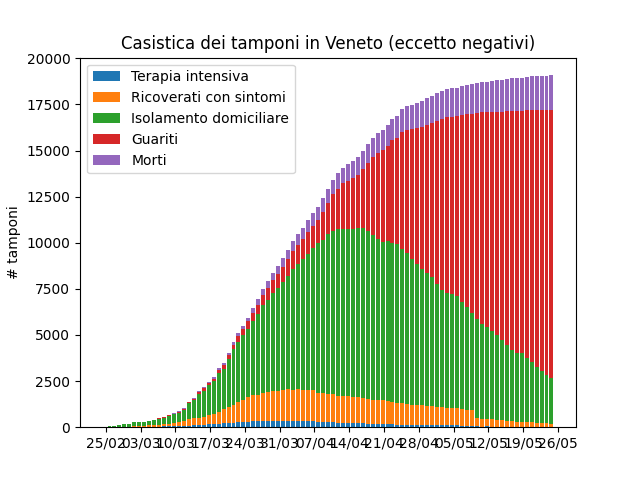 Casistica dei tamponi in Veneto (eccetto negativi)
Terapia intensiva
Ricoverati con sintomi
Isolamento domiciliare
Guariti
Morti
# tamponi
20000
17500
15000
12500
10000
7500
5000
2500
0
25/02 03/03 10/03 17/03 24/03 31/03 07/04 14/04 21/04 28/04 05/05 12/05 19/05 26/05